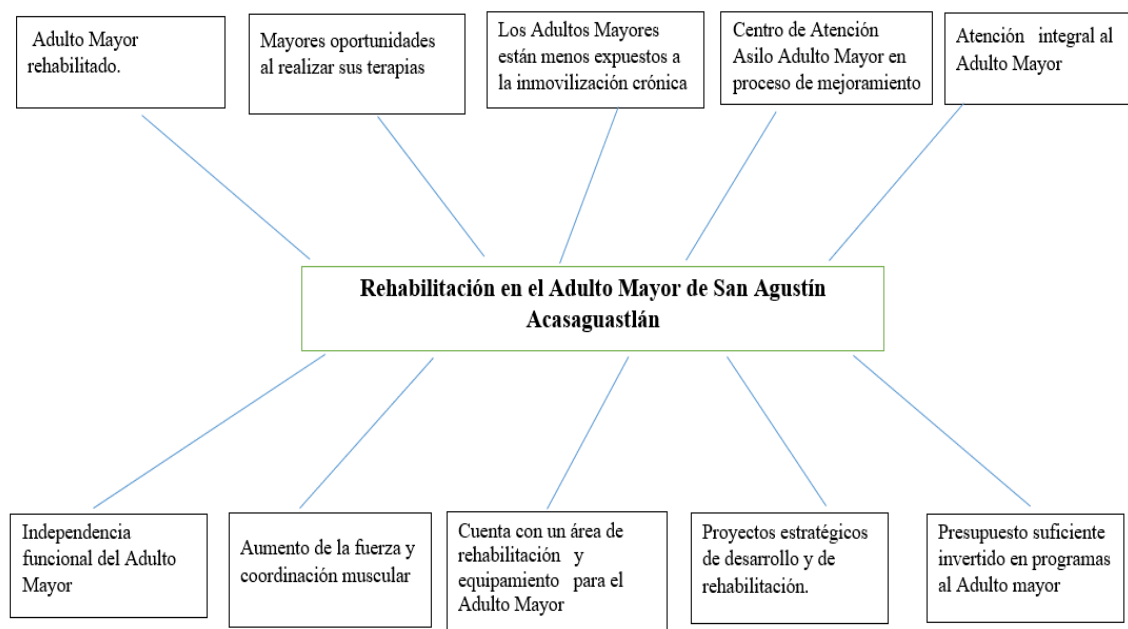 Adulto Mayor
rehabilitado.
Mayores oportunidades
al realizar sus terapias
Los Adultos Mayores
están menos expuestos a
la inmovilización crónica
Centro de Atención
Asilo Adulto Mayor en
proceso de mejoramiento
Atención integral al
Adulto Mayor
Rehabilitación en el Adulto Mayor de San Agustín
Acasaguastlán
Independencia
funcional del Adulto
Mayor
Aumento de la fuerza y
coordinación muscular
Cuenta con un área de
rehabilitación y
equipamiento para el
Adulto Mayor
Proyectos estratégicos
de desarrollo y de
rehabilitación.
Presupuesto suficiente
invertido en programas
al Adulto mayor